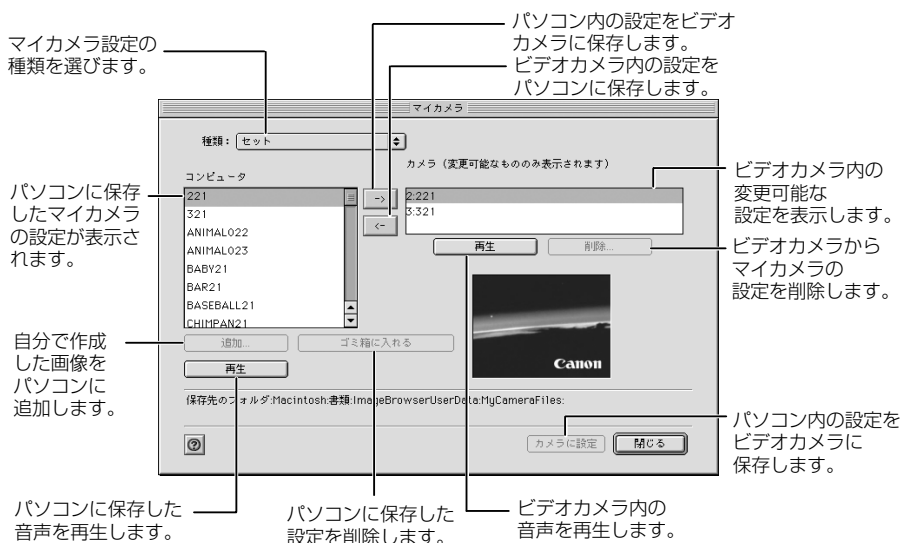 パソコン内の設定をビデオ
カメラに保存します。
マイカメラ設定の
種類を選びます。
ビデオカメラ内の設定を
パソコンに保存します。
マイカメラ
種類：
セット
カメラ（変更可能なもののみ表示されます）
コンピュータ
パソコンに保存
したマイカメラ
の設定が表示さ
れます。
221
321
ANIMAL022
ANIMAL023
BABY21
BAR21
BASEBALL21
CHIMPAN21
->
<-
2:221
3:321
ビデオカメラ内の
変更可能な
設定を表示します。
再生
削除...
ビデオカメラから
マイカメラの
設定を削除します。
Canon
自分で作成
した画像を
パソコンに
追加します。
追加...
ゴミ箱に入れる
再生
保存先のフォルダ:Macintosh:書類:ImageBrowserUserData:MyCameraFiles:
?
カメラに設定
閉じる
パソコン内の設定を
ビデオカメラに
保存します。
パソコンに保存した
音声を再生します。
パソコンに保存した
設定を削除します。
ビデオカメラ内の
音声を再生します。